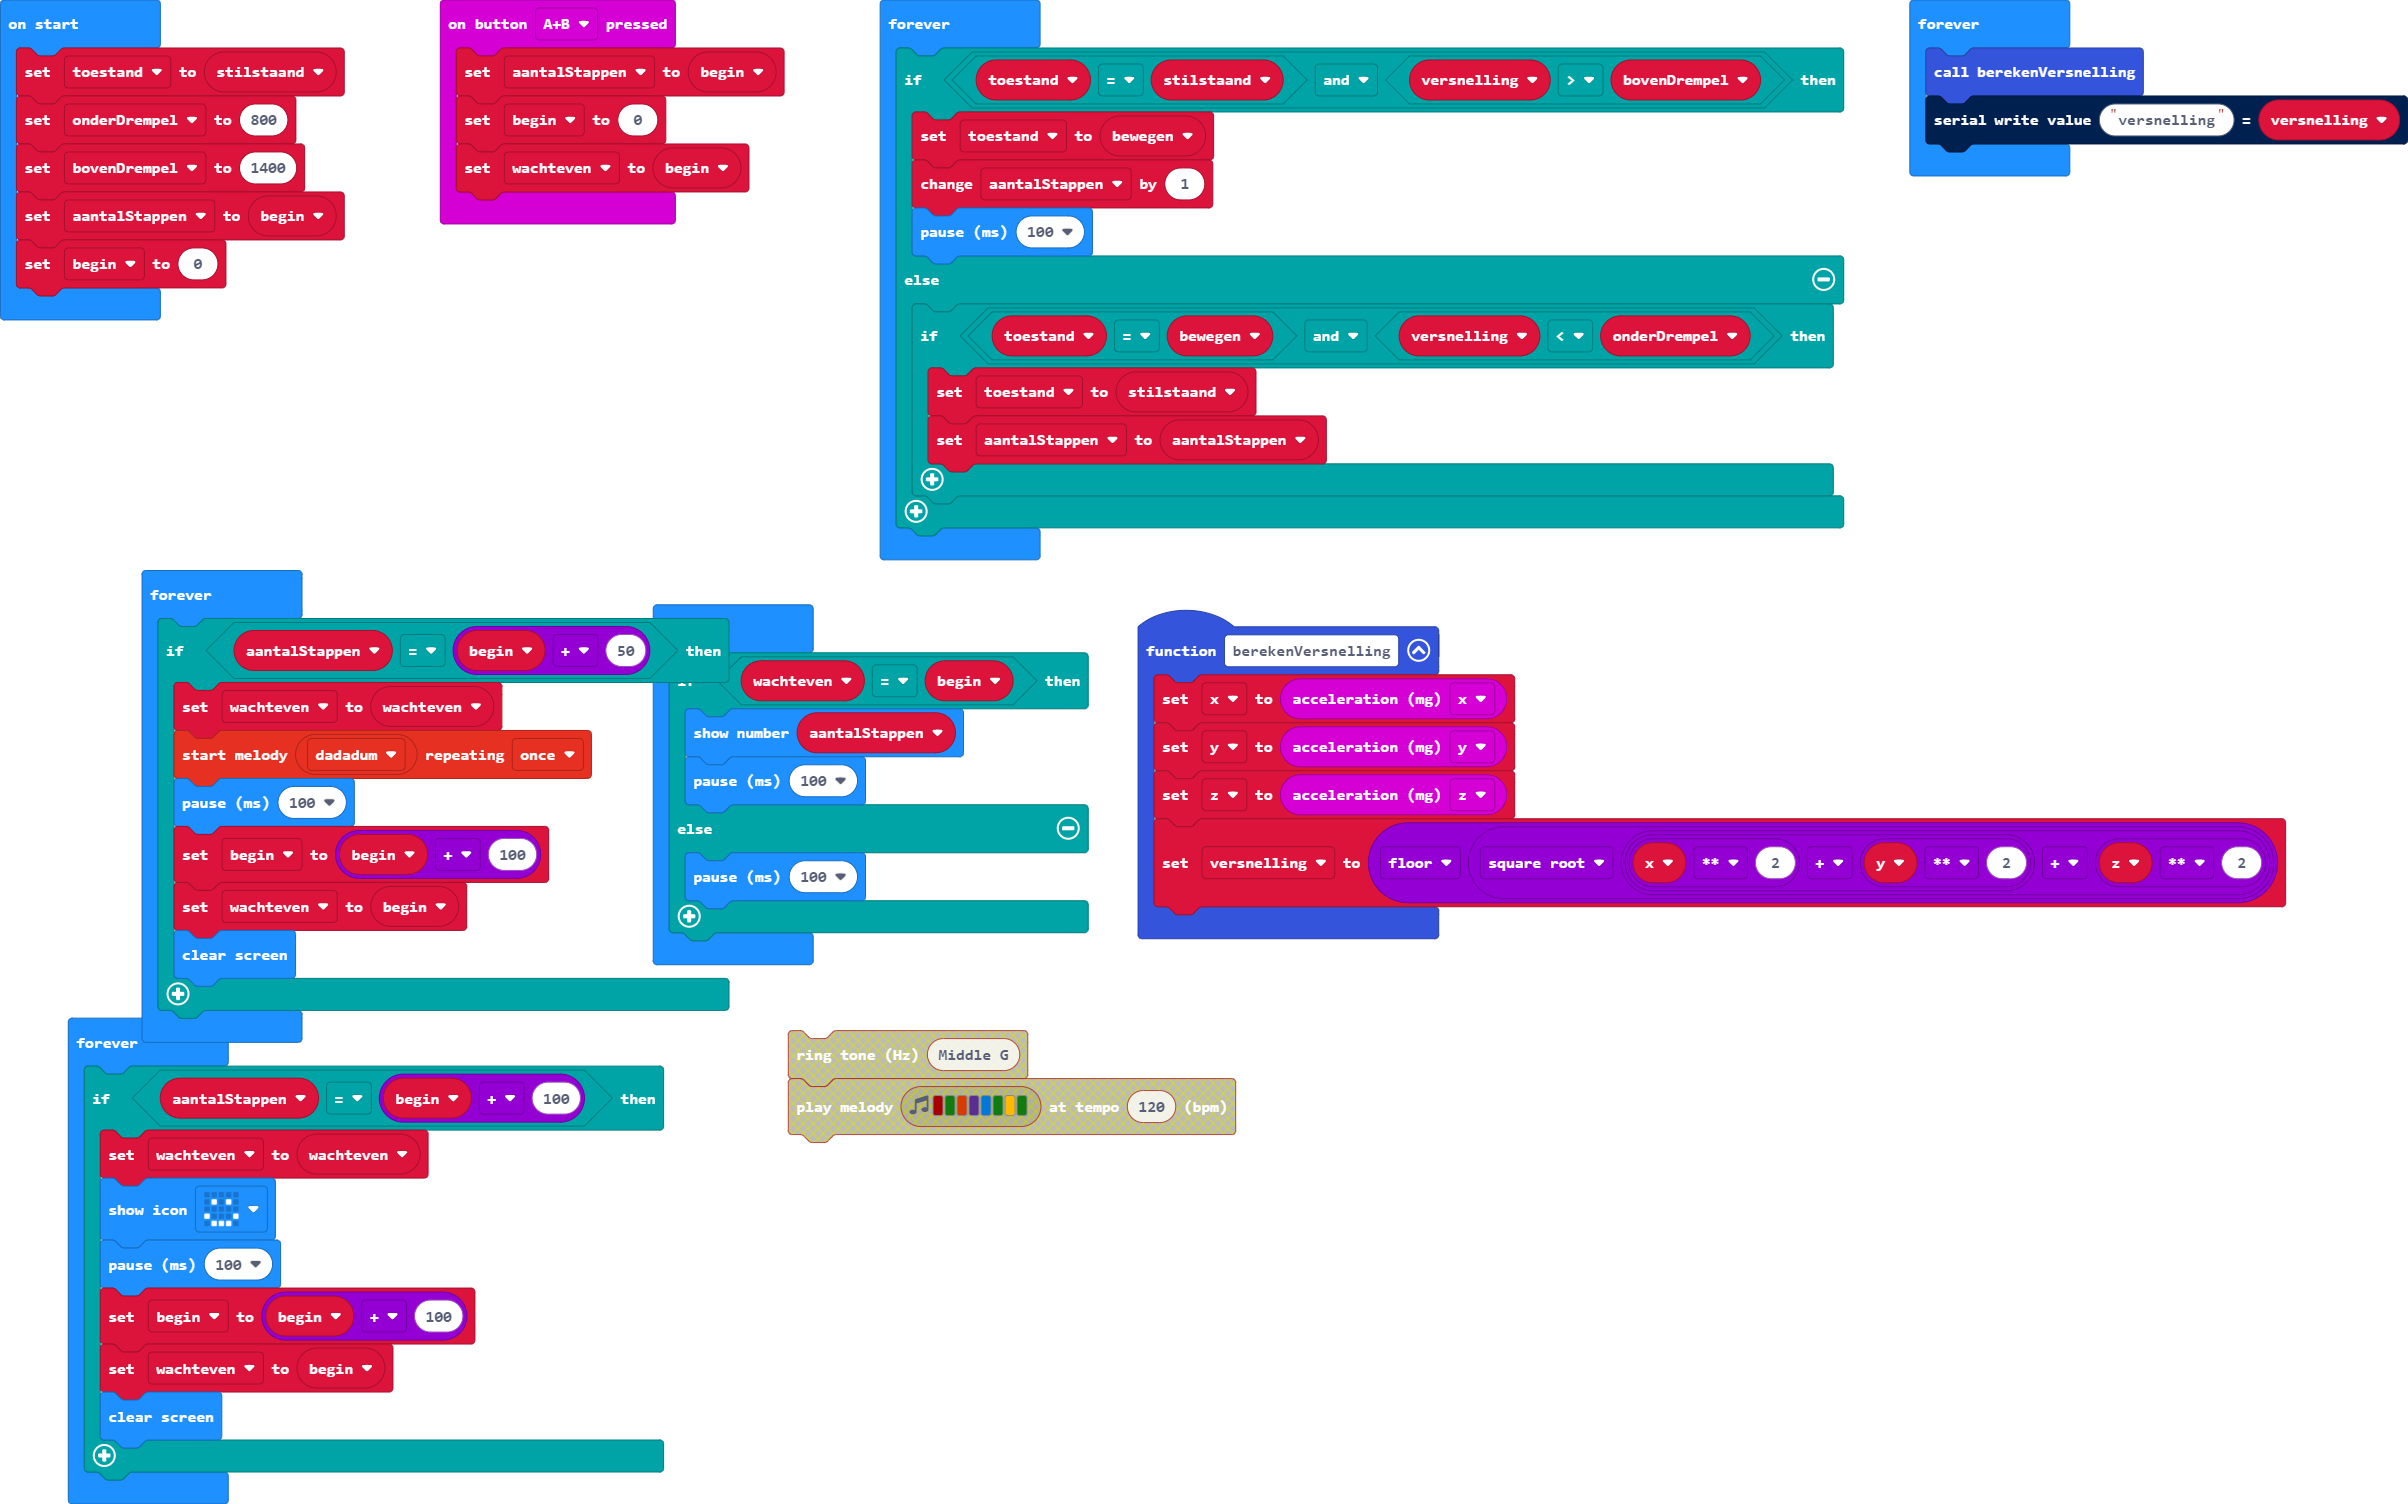 on start
set toestand to stilstaand
set onderDrempel to 800
set bovenDrempel to 1400
set aantalStappen to begin
set begin to 0
on button A+B pressed
set aantalStappen to begin
set begin to 0
set wachteven to begin
forever
if toestand = stilstaand and versnelling > bovenDrempel then
set toestand to bewegen
change aantalStappen by 1
pause (ms) 100
else
if toestand = bewegen and versnelling < onderDrempel then
set toestand to stilstaand
set aantalStappen to aantalStappen
forever
call berekenVersnelling
serial write value "versnelling" = versnelling
forever
if aantalStappen = begin + 50 then
set wachteven to wachteven
start melody dadadum repeating once
pause (ms) 100
set begin to begin + 100
set wachteven to begin
clear screen
wachteven = begin then
show number aantalStappen
pause (ms) 100
else
pause (ms) 100
function berekenVersnelling
set x to acceleration (mg) x
set y to acceleration (mg) y
set z to acceleration (mg) z
set versnelling to floor square root x ** 2 + y ** 2 + z ** 2
forever
if aantalStappen = begin + 100 then
set wachteven to wachteven
show icon
pause (ms) 100
set begin to begin + 100
set wachteven to begin
clear screen
ring tone (Hz) Middle G
play melody at tempo 120 (bpm)